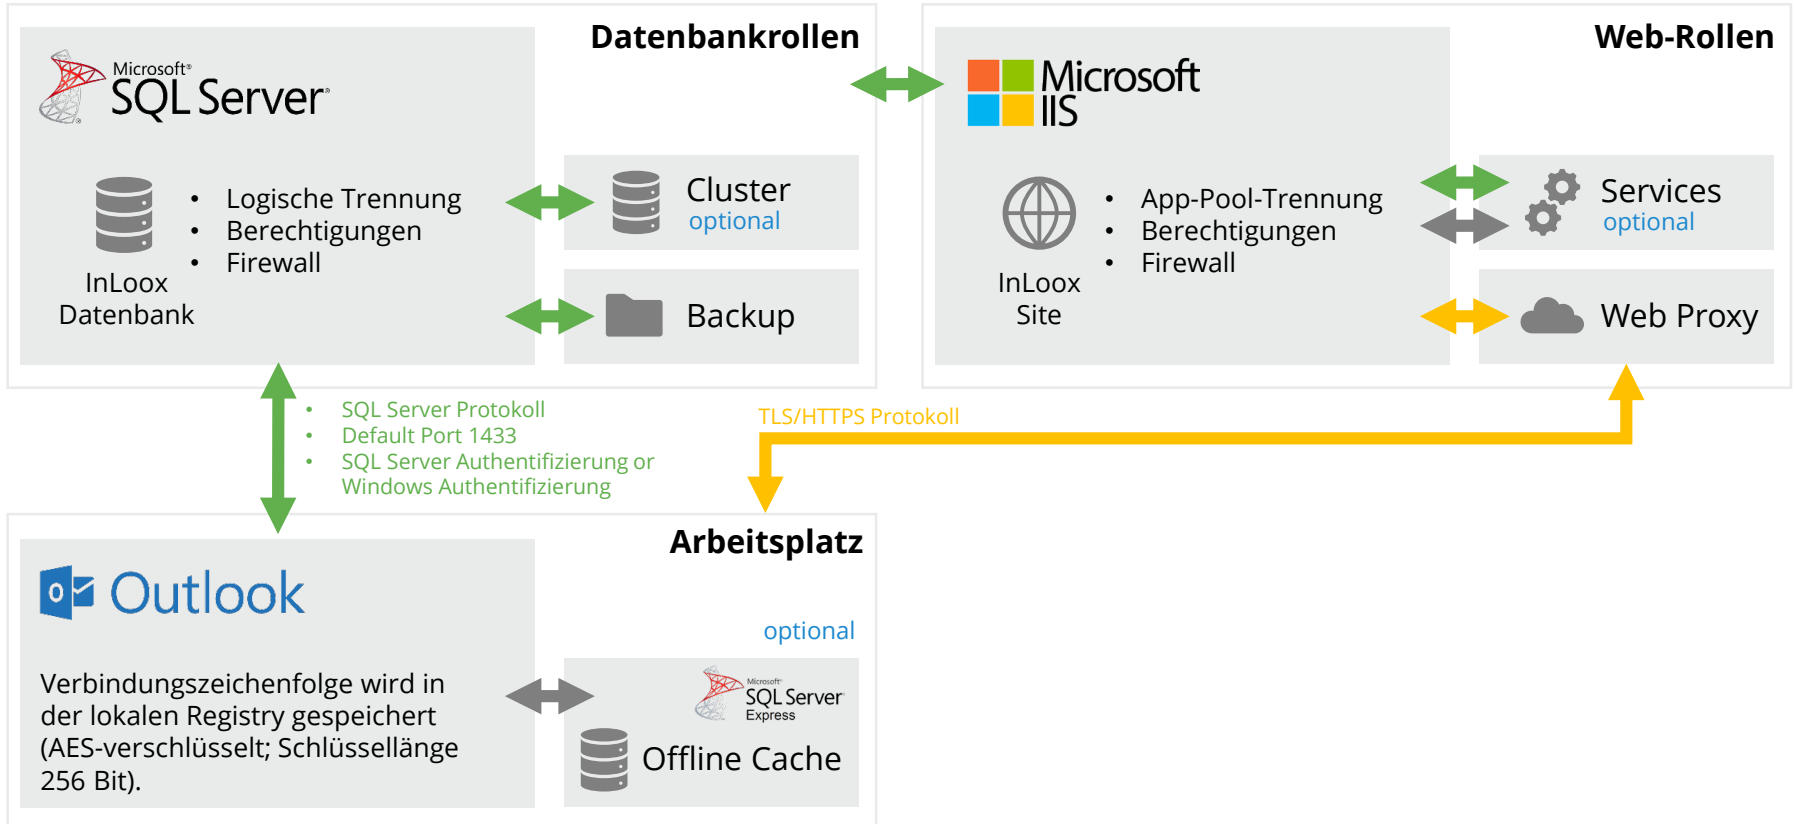 Datenbankrollen
Microsoft®
SQL Server®
InLoox
Datenbank
• Logische Trennung
• Berechtigungen
• Firewall
Cluster
optional
Backup
Web-Rollen
Microsoft
IIS
InLoox
Site
• App-Pool-Trennung
• Berechtigungen
• Firewall
Services
optional
Web Proxy
• SQL Server Protokoll
• Default Port 1433
• SQL Server Authentifizierung or
Windows Authentifizierung
TLS/HTTPS Protokoll
Arbeitsplatz
Outlook
Verbindungszeichenfolge wird in
der lokalen Registry gespeichert
(AES-verschlüsselt; Schlüssellänge
256 Bit).
optional
Microsoft®
SQL Server®
Express
Offline Cache